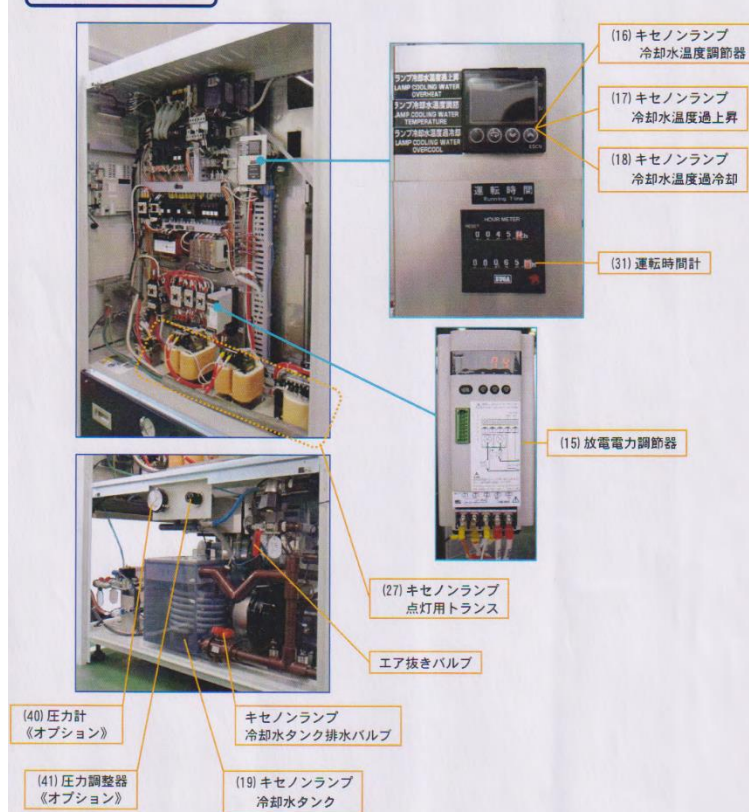 (16) キセノンランプ
冷却水温度調節器
(17) キセノンランプ
冷却水温度過上昇
(18) キセノンランプ
冷却水温度過冷却
ランプ冷却水温度過上昇
LAMP COOLING WATER
OVERHEAT
ランプ冷却水温度調節
LAMP COOLING WATER
TEMPERATURE
ランプ冷却水温度過冷却
LAMP COOLING WATER
OVERCOOL
運転時間
Running Time
HOUR METER
(31) 運転時間計
(15) 放電電力調節器
(27) キセノンランプ
点灯用トランス
エア抜きバルブ
(40) 圧力計
《オプション》
キセノンランプ
冷却水タンク排水バルブ
(41) 圧力調整器
《オプション》
(19) キセノンランプ
冷却水タンク